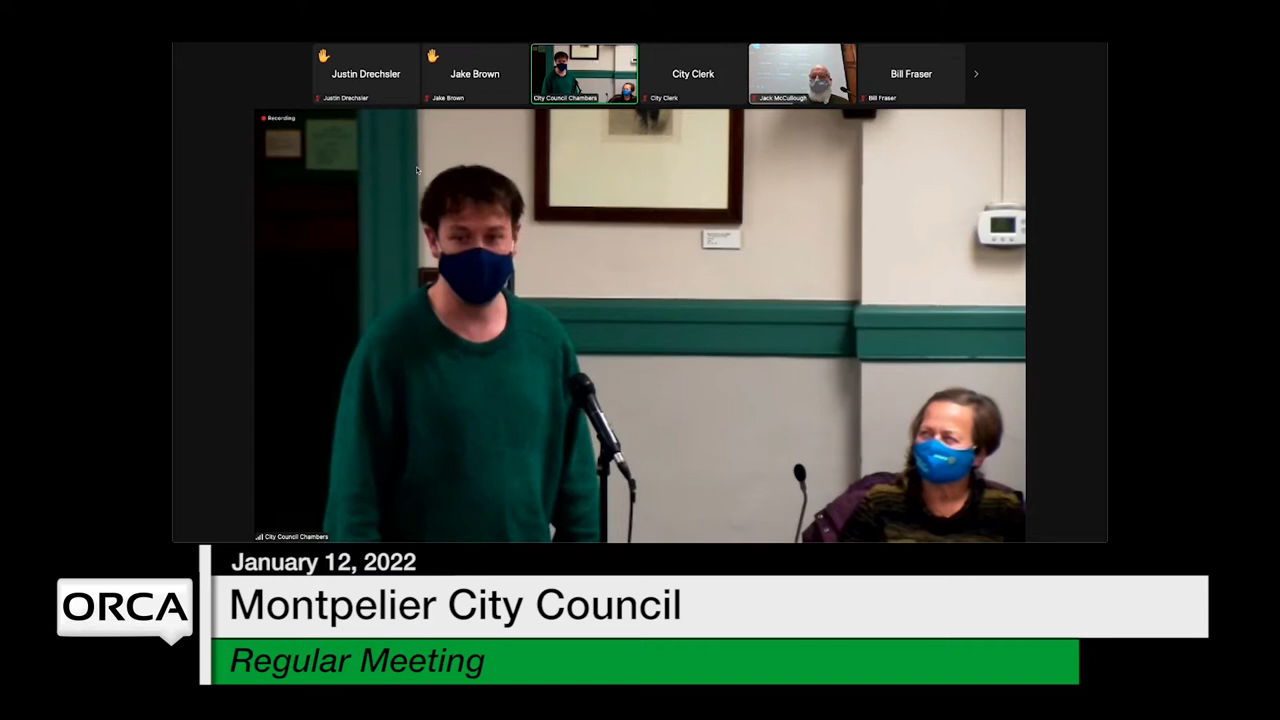 Justin Drechsler
Jake Brown
City Clerk
Bill Fraser
Justin Drechsler
Jake Brown
City Council Chambers
City Clerk
Jack McCullough
Bill Fraser
Recording
City Council Chambers
January 12, 2022
ORCA
Montpelier City Council
Regular Meeting